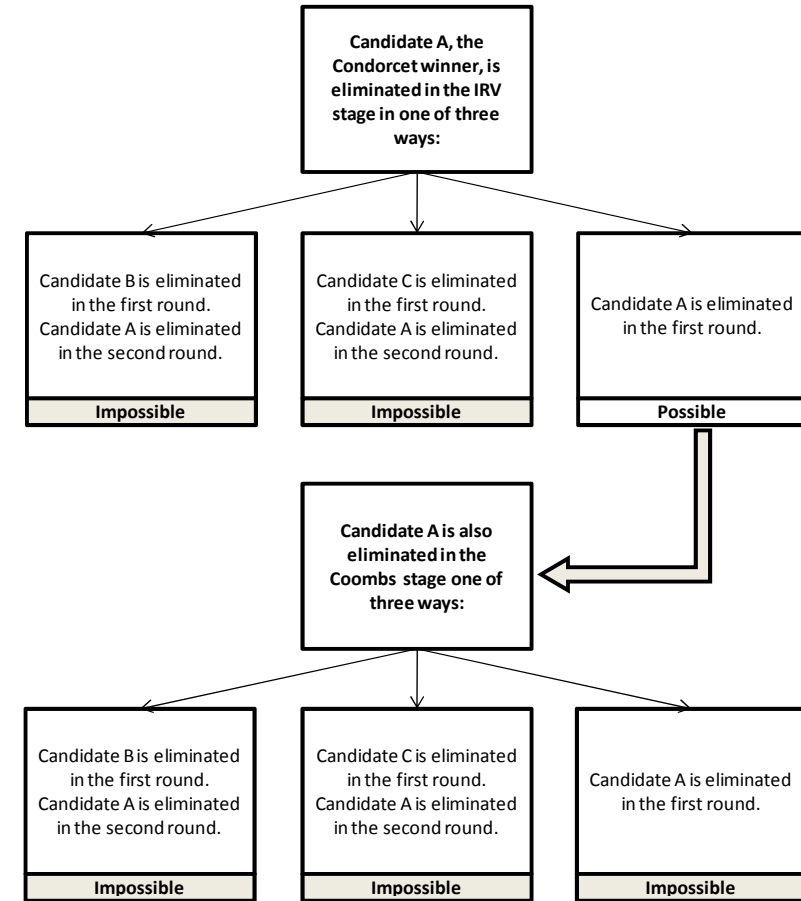 Candidate A, the
Condorcet winner, is
eliminated in the IRV
stage in one of three
ways:
Candidate B is eliminated
in the first round.
Candidate A is eliminated
in the second round.
Impossible
Candidate C is eliminated
in the first round.
Candidate A is eliminated
in the second round.
Impossible
Candidate A is eliminated
in the first round.
Possible
Candidate A is also
eliminated in the
Coombs stage one of
three ways:
Candidate B is eliminated
in the first round.
Candidate A is eliminated
in the second round.
Impossible
Candidate C is eliminated
in the first round.
Candidate A is eliminated
in the second round.
Impossible
Candidate A is eliminated
in the first round.
Impossible